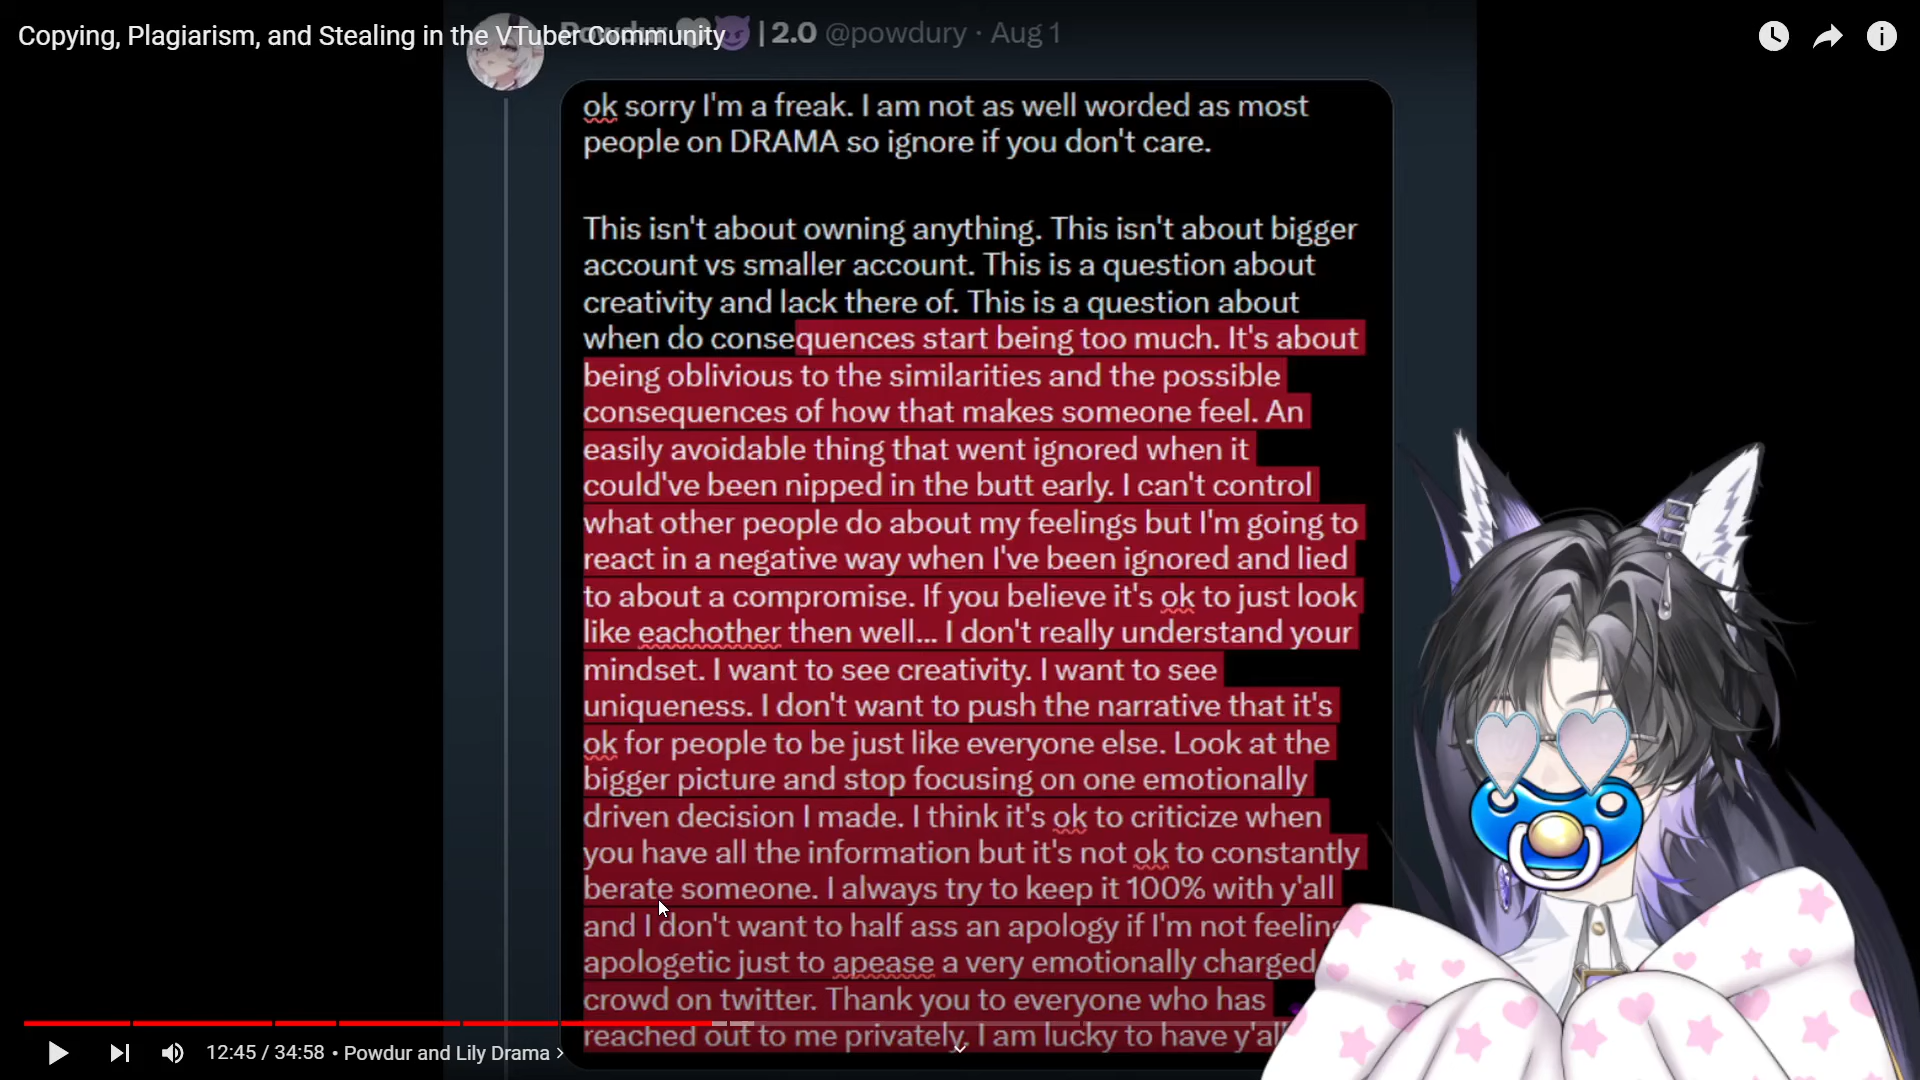 Copying, Plagiarism, and Stealing in the VTuber Community
Powdur | 2.0 @powdury · Aug 1
ok sorry I'm a freak. I am not as well worded as most
people on DRAMA so ignore if you don't care.
This isn't about owning anything. This isn't about bigger
account vs smaller account. This is a question about
creativity and lack there of. This is a question about
when do consequences start being too much. It's about
being oblivious to the similarities and the possible
consequences of how that makes someone feel. An
easily avoidable thing that went ignored when it
could've been nipped in the butt early. I can't control
what other people do about my feelings but I'm going to
react in a negative way when I've been ignored and lied
to about a compromise. If you believe it's ok to just look
like eachother then well... I don't really understand your
mindset. I want to see creativity. I want to see
uniqueness. I don't want to push the narrative that it's
ok for people to be just like everyone else. Look at the
bigger picture and stop focusing on one emotionally
driven decision I made. I think it's ok to criticize when
you have all the information but it's not ok to constantly
berate someone. I always try to keep it 100% with y'all
and I don't want to half ass an apology if I'm not feeling
apologetic just to apease a very emotionally charged
crowd on twitter. Thank you to everyone who has
reached out to me privately. I am lucky to have y'all
12:45 / 34:58 • Powdur and Lily Drama >